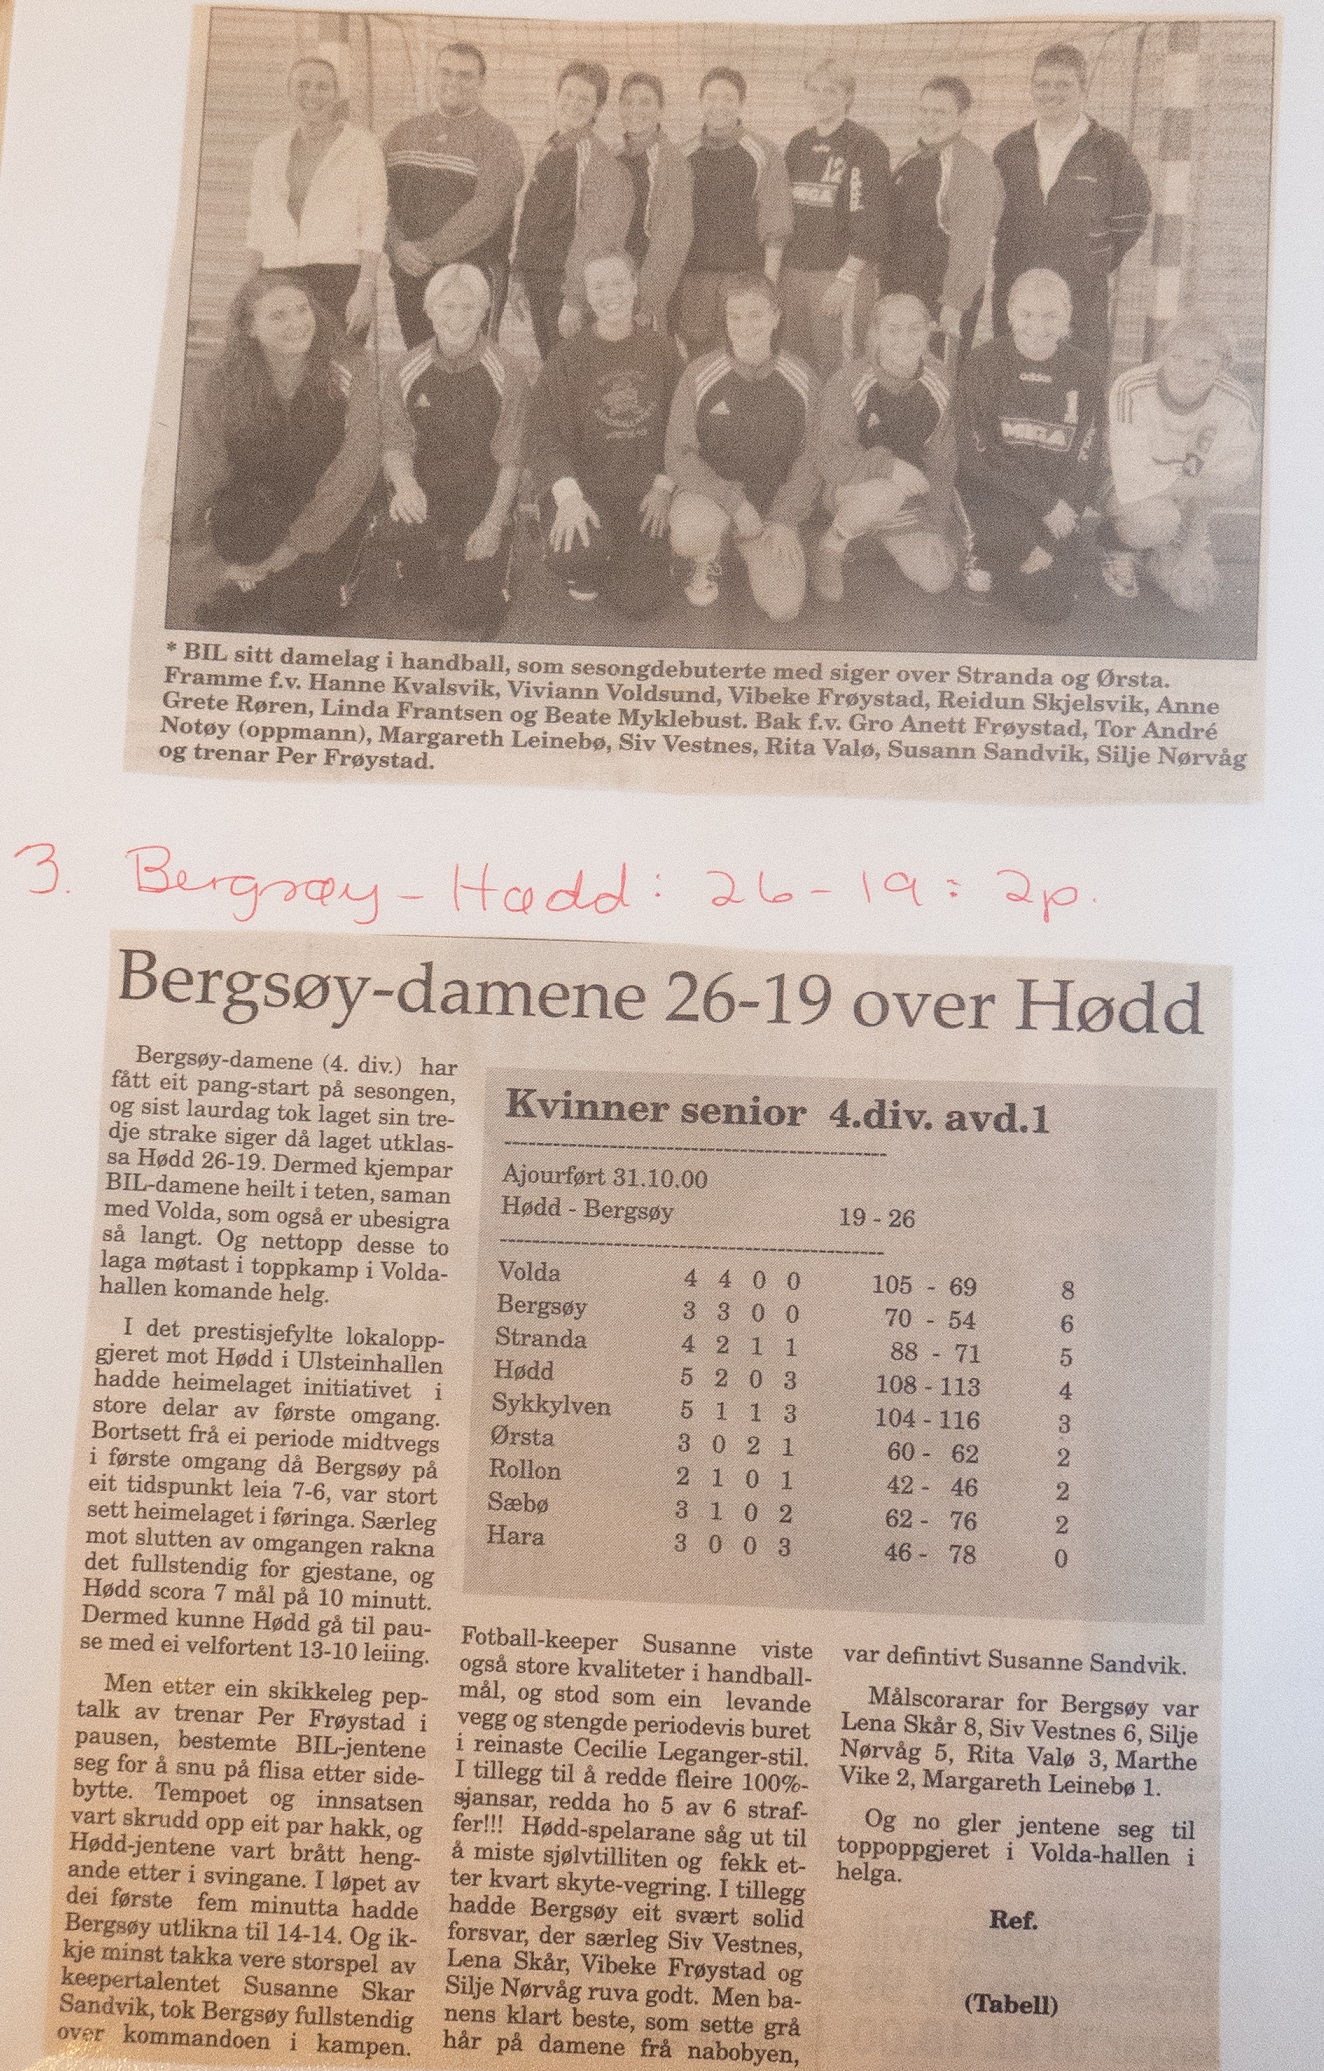 12
MIGA
adidas
1
MIGA
* BIL sitt damelag i handball, som sesongdebuterte med siger over Stranda og Ørsta.
Framme f.v. Hanne Kvalsvik, Viviann Voldsund, Vibeke Frøystad, Reidun Skjelsvik, Anne
Grete Røren, Linda Frantsen og Beate Myklebust. Bak f.v. Gro Anett Frøystad, Tor André
Notøy (oppmann), Margareth Leinebø, Siv Vestnes, Rita Valø, Susann Sandvik, Silje Nørvåg
og trenar Per Frøystad.
3. Bergsøy - Hødd : 26 - 19 : 2p.
Bergsøy-damene 26-19 over Hødd
Bergsøy-damene (4. div.) har
fått eit pang-start på sesongen,
og sist laurdag tok laget sin tre-
dje strake siger då laget utklas-
sa Hødd 26-19. Dermed kjempar
BIL-damene heilt i teten, saman
med Volda, som også er ubesigra
så langt. Og nettopp desse to
laga møtast i toppkamp i Volda-
hallen komande helg.
I det prestisjefylte lokalopp-
gjeret mot Hødd i Ulsteinhallen
hadde heimelaget initiativet i
store delar av første omgang.
Bortsett frå ei periode midtvegs
i første omgang då Bergsøy på
eit tidspunkt leia 7-6, var stort
sett heimelaget i føringa. Særleg
mot slutten av omgangen rakna
det fullstendig for gjestane, og
Hødd scora 7 mål på 10 minutt.
Dermed kunne Hødd gå til pau-
se med ei velfortent 13-10 leiing.
Men etter ein skikkeleg pep-
talk av trenar Per Frøystad i
pausen, bestemte BIL-jentene
seg for å snu på flisa etter side-
bytte. Tempoet og innsatsen
vart skrudd opp eit par hakk, og
Hødd-jentene vart brått heng-
ande etter i svingane. I løpet av
dei første fem minutta hadde
Bergsøy utlikna til 14-14. Og ik-
kje minst takka vere storspel av
keepertalentet Susanne Skar
Sandvik, tok Bergsøy fullstendig
over kommandoen i kampen.
Kvinner senior 4.div. avd.1
Ajourført 31.10.00
Hødd - Bergsøy 19 - 26
Volda 4 4 0 0 105 - 69 8
Bergsøy 3 3 0 0 70 - 54 6
Stranda 4 2 1 1 88 - 71 5
Hødd 5 2 0 3 108 - 113 4
Sykkylven 5 1 1 3 104 - 116 3
Ørsta 3 0 2 1 60 - 62 2
Rollon 2 1 0 1 42 - 46 2
Sæbø 3 1 0 2 62 - 76 2
Hara 3 0 0 3 46 - 78 0
Fotball-keeper Susanne viste
også store kvaliteter i handball-
mål, og stod som ein levande
vegg og stengde periodevis buret
i reinaste Cecilie Leganger-stil.
I tillegg til å redde fleire 100%-
sjansar, redda ho 5 av 6 straf-
fer!!! Hødd-spelarane såg ut til
å miste sjølvtilliten og fekk et-
ter kvart skyte-vegring. I tillegg
hadde Bergsøy eit svært solid
forsvar, der særleg Siv Vestnes,
Lena Skår, Vibeke Frøystad og
Silje Nørvåg ruva godt. Men ba-
nens klart beste, som sette grå
hår på damene frå nabobyen,
var defintivt Susanne Sandvik.
Målscorarar for Bergsøy var
Lena Skår 8, Siv Vestnes 6, Silje
Nørvåg 5, Rita Valø 3, Marthe
Vike 2, Margareth Leinebø 1.
Og no gler jentene seg til
toppoppgjeret i Volda-hallen i
helga.
Ref.
(Tabell)